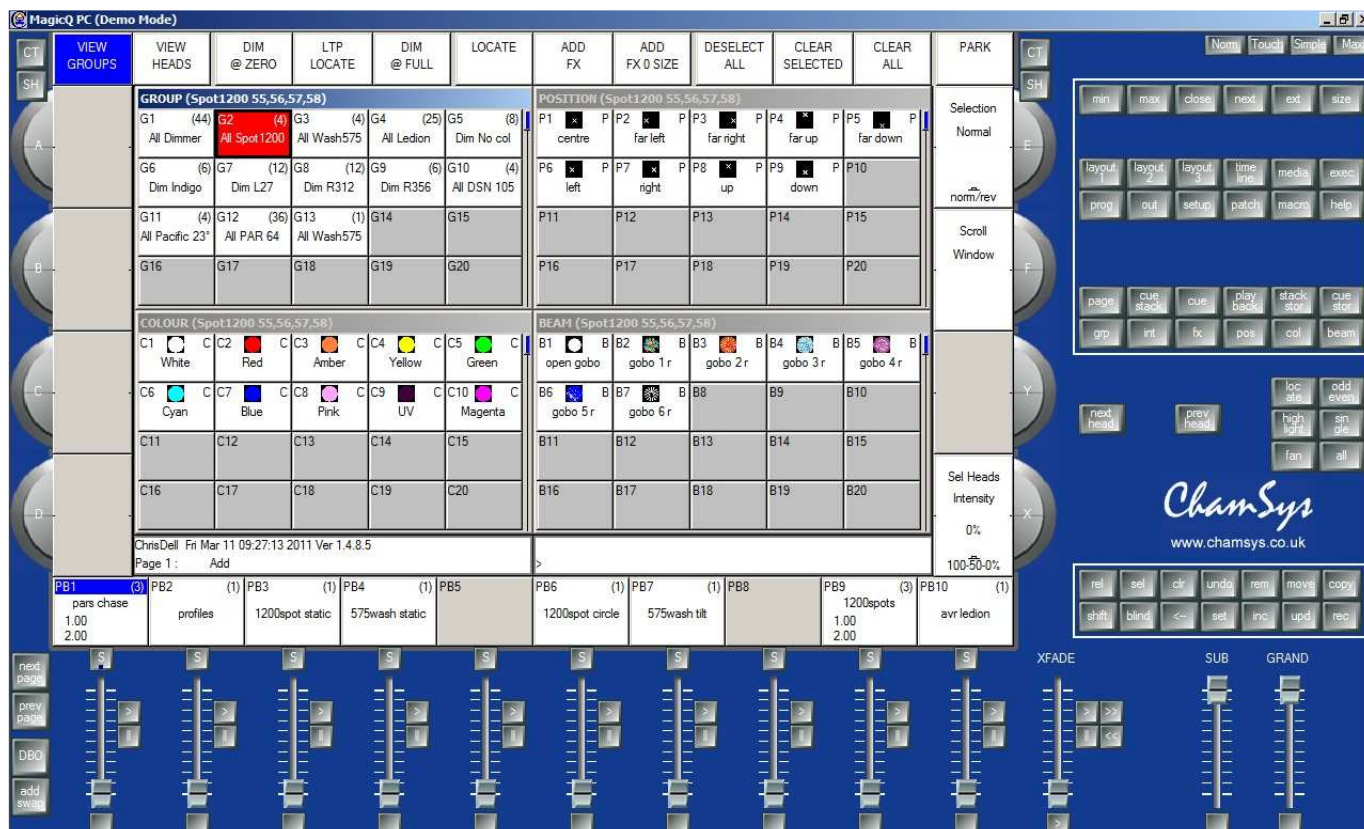 MagicQ PC (Demo Mode)
CT
SH
VIEW GROUPS
VIEW HEADS
DIM @ ZERO
LTP LOCATE
DIM @ FULL
LOCATE
ADD FX
ADD FX 0 SIZE
DESELECT ALL
CLEAR SELECTED
CLEAR ALL
PARK
CT
SH
Norm Touch Simple Max
A
B
C
D
GROUP (Spot1200 55,56,57,58)
G1 (44) G2 (4) G3 (4) G4 (25) G5 (8)
All Dimmer All Spot1200 All Wash575 All Ledion Dim No col
G6 (6) G7 (12) G8 (12) G9 (6) G10 (4)
Dim Indigo Dim L27 Dim R312 Dim R356 All DSN 105
G11 (4) G12 (36) G13 (1) G14 G15
All Pacific 23° All PAR 64 All Wash575
G16 G17 G18 G19 G20
POSITION (Spot1200 55,56,57,58)
P1 P P2 P P3 P P4 P P5 P
centre far left far right far up far down
P6 P P7 P P8 P P9 P P10
left right up down
P11 P12 P13 P14 P15
P16 P17 P18 P19 P20
COLOUR (Spot1200 55,56,57,58)
C1 C C2 C C3 C C4 C C5 C
White Red Amber Yellow Green
C6 C C7 C C8 C C9 C C10 C
Cyan Blue Pink UV Magenta
C11 C12 C13 C14 C15
C16 C17 C18 C19 C20
BEAM (Spot1200 55,56,57,58)
B1 B B2 B B3 B B4 B B5 B
open gobo gobo 1 r gobo 2 r gobo 3 r gobo 4 r
B6 B B7 B B8 B9 B10
gobo 5 r gobo 6 r
B11 B12 B13 B14 B15
B16 B17 B18 B19 B20
Selection
Normal
norm/rev
Scroll
Window
Sel Heads
Intensity
0%
100-50-0%
E
F
Y
X
ChrisDell Fri Mar 11 09:27:13 2011 Ver 1.4.8.5
Page 1 : Add
>
PB1 (3) PB2 (1) PB3 (1) PB4 (1) PB5 PB6 (1) PB7 (1) PB8 PB9 (3) PB10 (1)
pars chase profiles 1200spot static 575wash static 1200spot circle 575wash tilt 1200spots avr ledion
1.00 1.00
2.00 2.00
min max close next ext size
layout 1 layout 2 layout 3 time line media exec
prog out setup patch macro help
page cue stack cue play back stack stor cue stor
grp int fx pos col beam
next head prev head
loc ate odd even
high light sin gle
fan all
ChamSys
www.chamsys.co.uk
rel sel clr undo rem move copy
shift blind <- set inc upd rec
next page
prev page
DBO
add swap
S S S S S S S S S S
XFADE SUB GRAND
> > > > > > > > > > > >>
|| || || || || || || || || || || <<
>